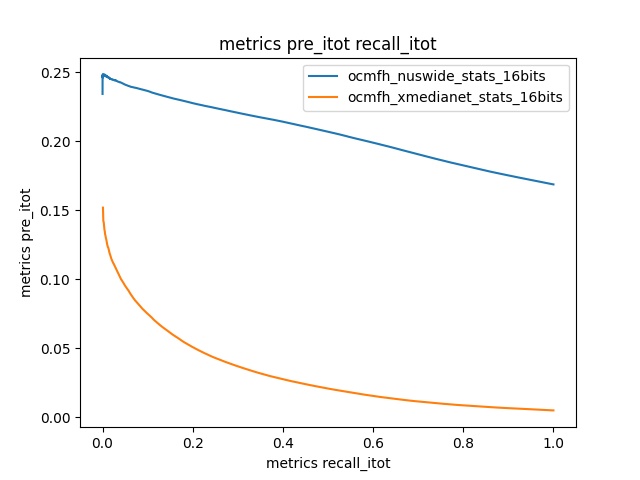 metrics pre_itot recall_itot
ocmfh_nuswide_stats_16bits
ocmfh_xmedianet_stats_16bits
metrics pre_itot
0.25
0.20
0.15
0.10
0.05
0.00
0.0 0.2 0.4 0.6 0.8 1.0
metrics recall_itot